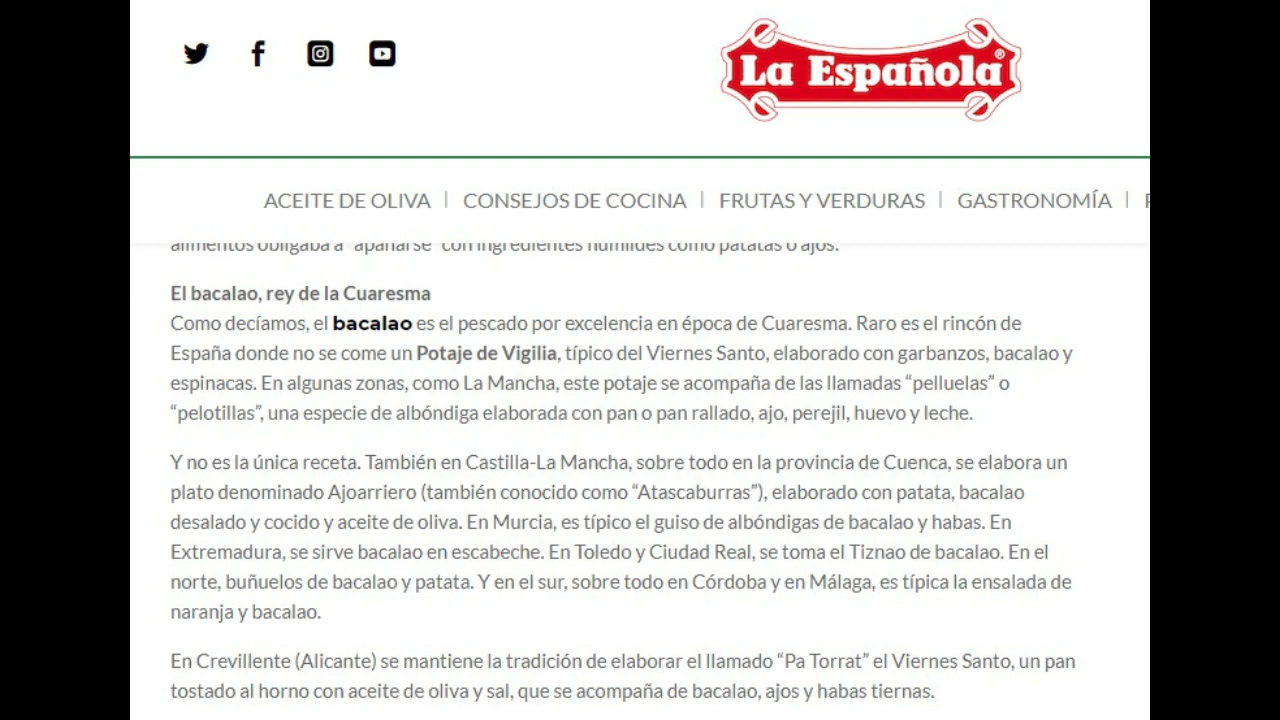 La Española®
ACEITE DE OLIVA | CONSEJOS DE COCINA | FRUTAS Y VERDURAS | GASTRONOMÍA |
alimentos obligaba a "apañarse" con ingredientes humildes como patatas o ajos.
El bacalao, rey de la Cuaresma
Como decíamos, el bacalao es el pescado por excelencia en época de Cuaresma. Raro es el rincón de
España donde no se come un Potaje de Vigilia, típico del Viernes Santo, elaborado con garbanzos, bacalao y
espinacas. En algunas zonas, como La Mancha, este potaje se acompaña de las llamadas “pelluelas” o
“pelotillas”, una especie de albóndiga elaborada con pan o pan rallado, ajo, perejil, huevo y leche.
Y no es la única receta. También en Castilla-La Mancha, sobre todo en la provincia de Cuenca, se elabora un
plato denominado Ajoarriero (también conocido como “Atascaburras”), elaborado con patata, bacalao
desalado y cocido y aceite de oliva. En Murcia, es típico el guiso de albóndigas de bacalao y habas. En
Extremadura, se sirve bacalao en escabeche. En Toledo y Ciudad Real, se toma el Tiznao de bacalao. En el
norte, buñuelos de bacalao y patata. Y en el sur, sobre todo en Córdoba y en Málaga, es típica la ensalada de
naranja y bacalao.
En Crevillente (Alicante) se mantiene la tradición de elaborar el llamado “Pa Torrat” el Viernes Santo, un pan
tostado al horno con aceite de oliva y sal, que se acompaña de bacalao, ajos y habas tiernas.